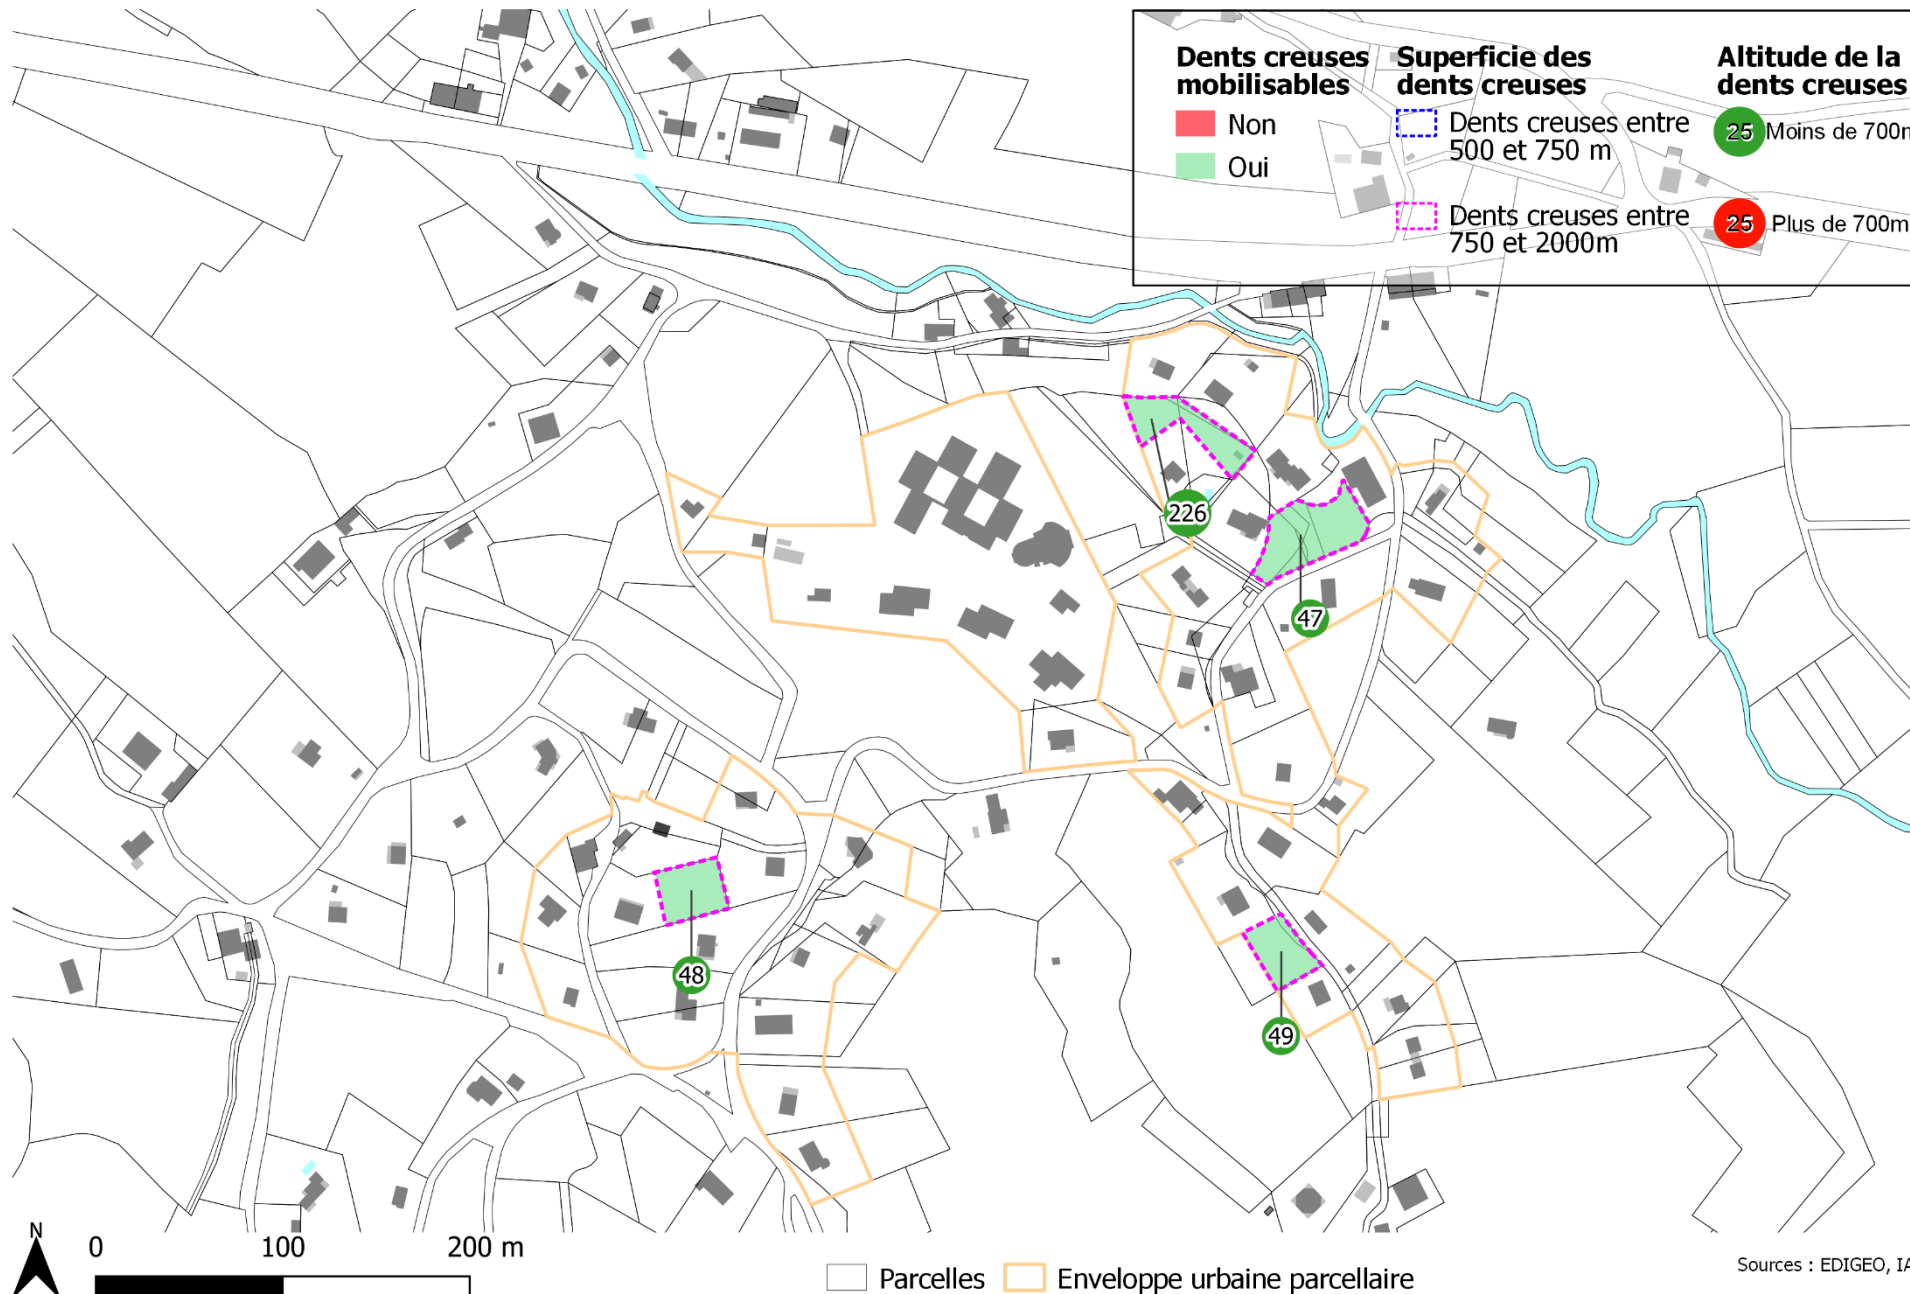 Dents creuses
mobilisables
Non
Oui
Superficie des
dents creuses
Dents creuses entre
500 et 750 m
Dents creuses entre
750 et 2000m
Altitude de la
dents creuses
25 Moins de 700m
25 Plus de 700m
226
47
48
49
N
0 100 200 m
Parcelles
Enveloppe urbaine parcellaire
Sources : EDIGEO,